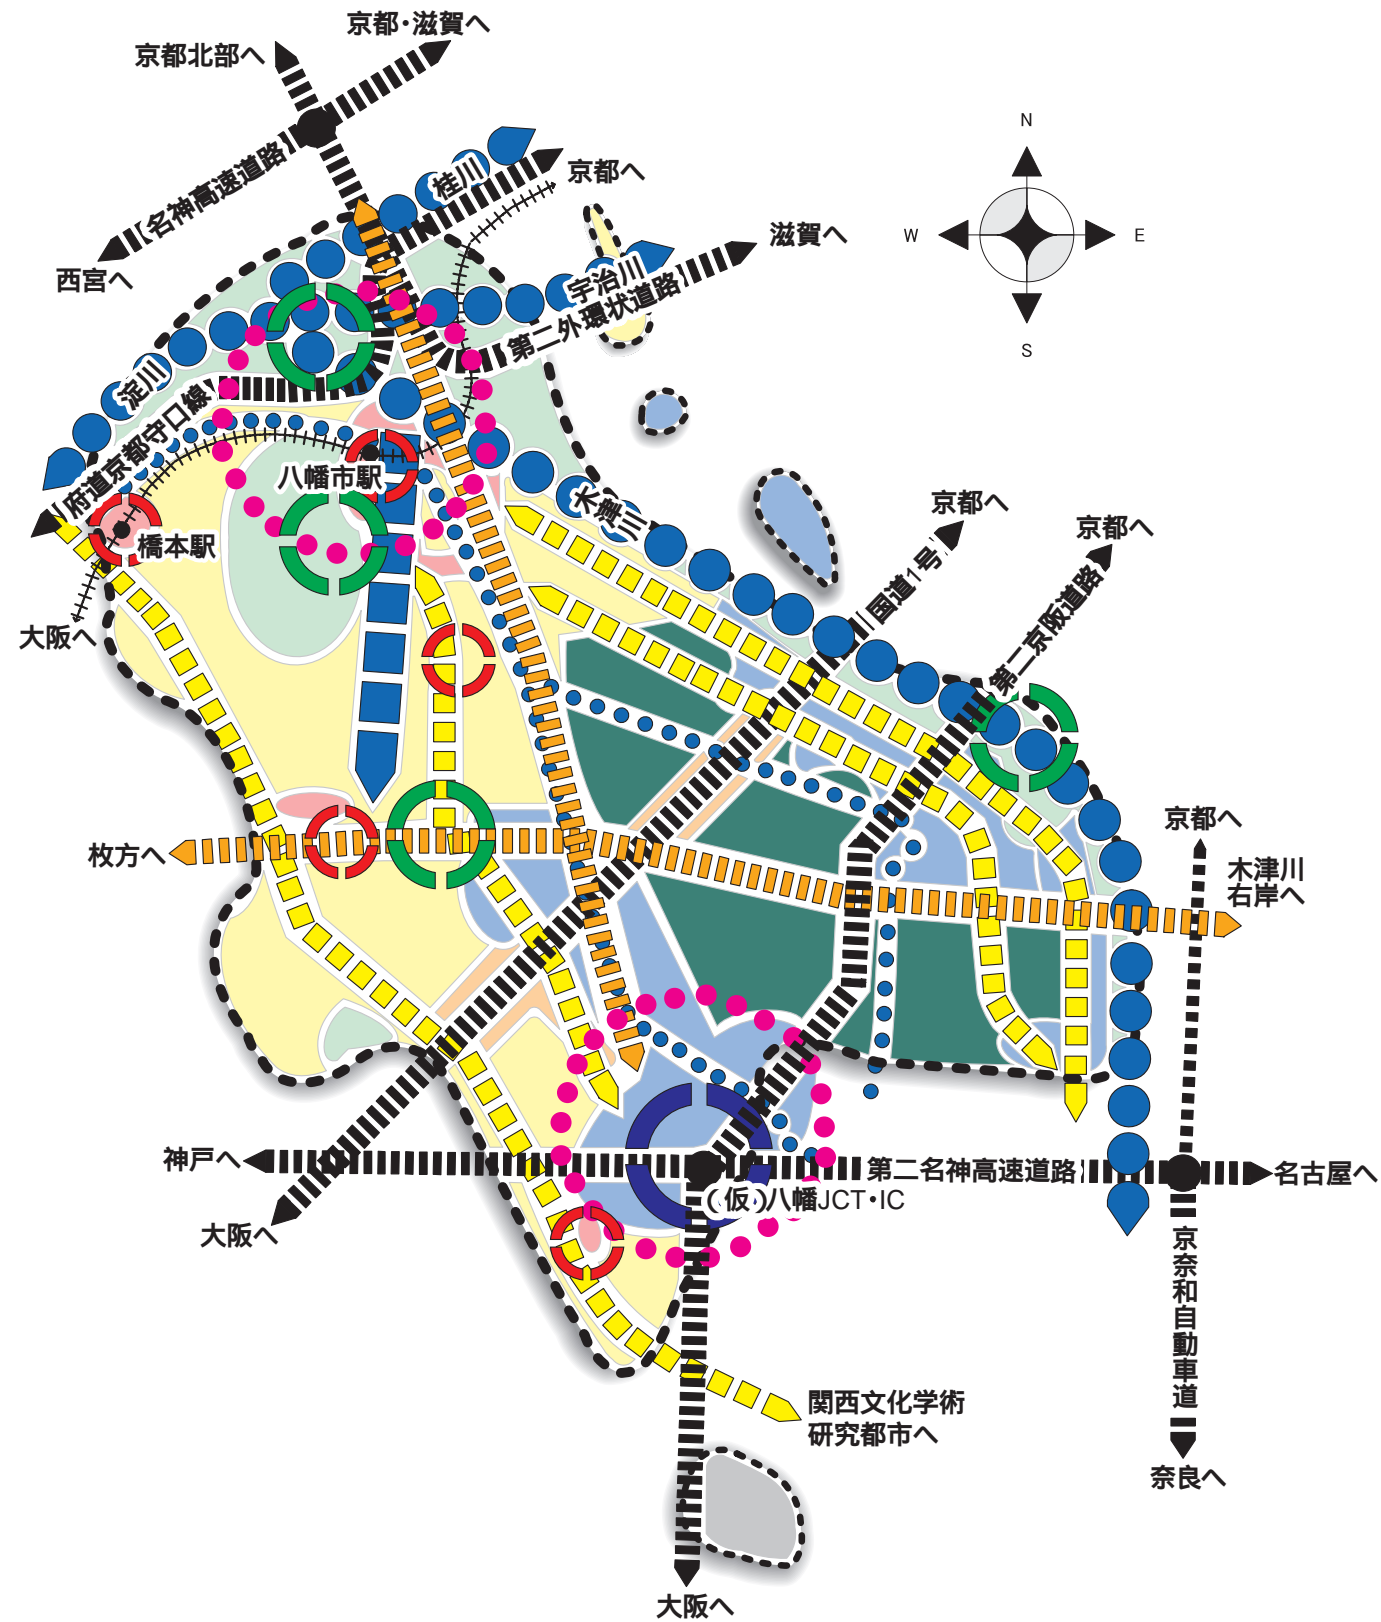 京都・滋賀へ
京都北部へ
N
名神高速道路
桂川
京都へ
西宮へ
W
E
滋賀へ
宇治川
第二外環状道路
S
淀川
府道京都守口線
八幡市駅
木津川
京都へ
京都へ
橋本駅
国道1号
第二京阪道路
大阪へ
京都へ
枚方へ
木津川
右岸へ
神戸へ
第二名神高速道路
名古屋へ
(仮)八幡JCT・IC
大阪へ
京奈和自動車道
関西文化学術
研究都市へ
奈良へ
大阪へ